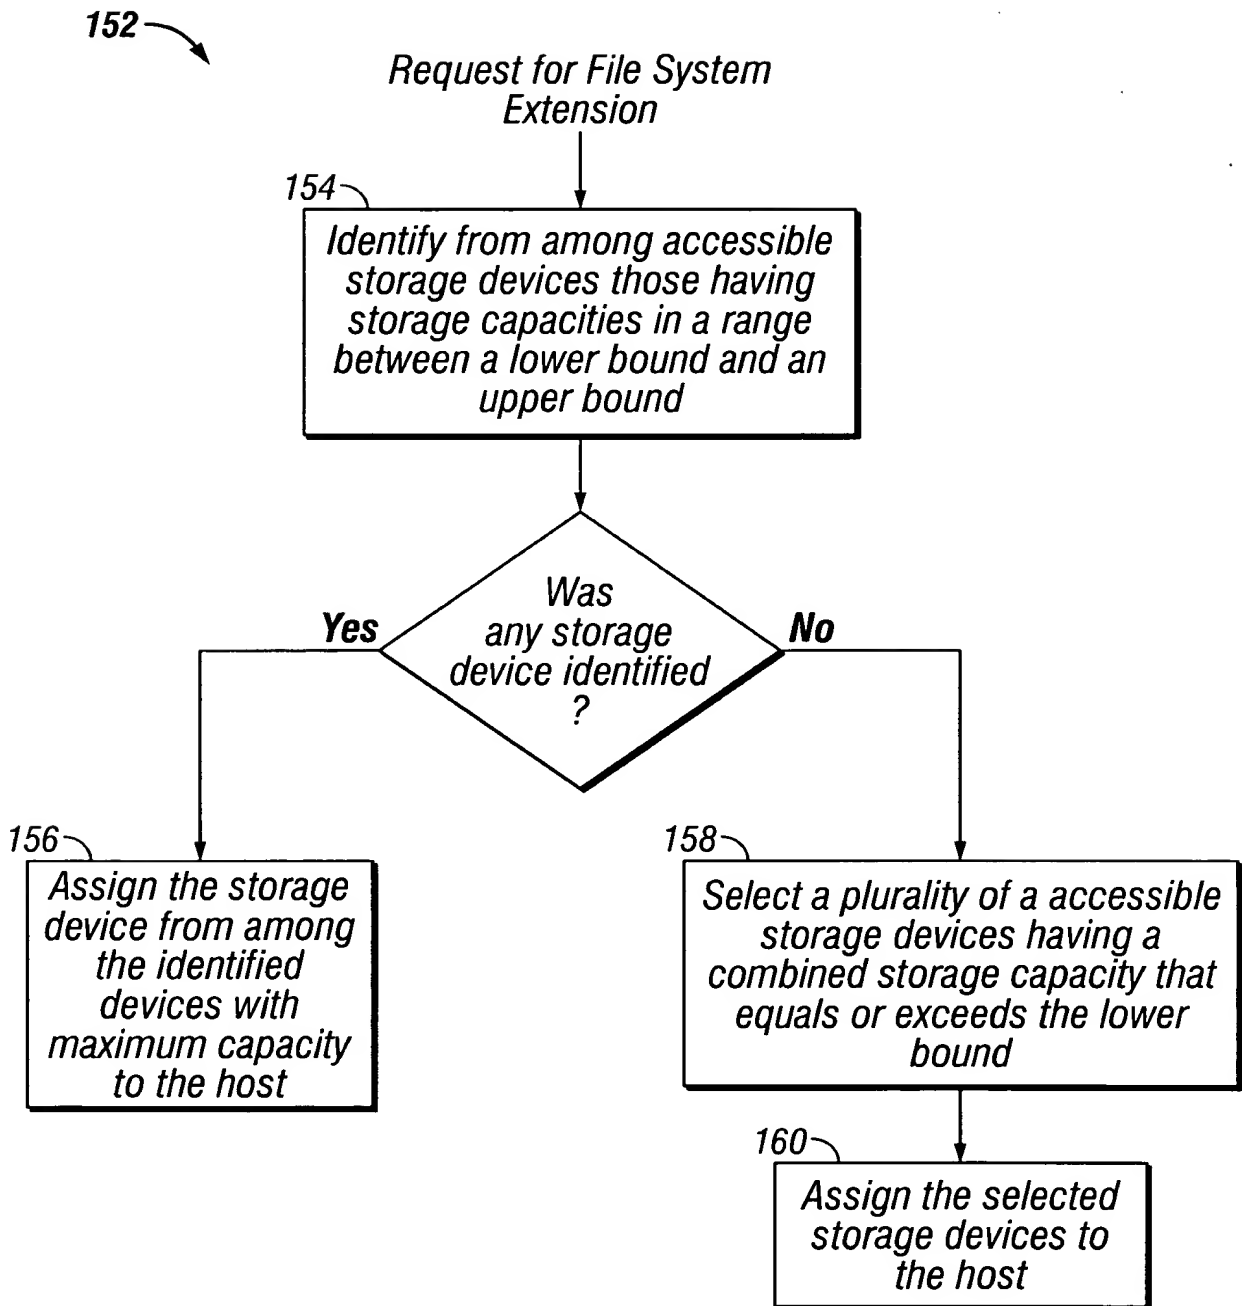 152
Request for File System
Extension
154
Identify from among accessible
storage devices those having
storage capacities in a range
between a lower bound and an
upper bound
Was
any storage
device identified
?
Yes
No
156
Assign the storage
device from among
the identified
devices with
maximum capacity
to the host
158
Select a plurality of a accessible
storage devices having a
combined storage capacity that
equals or exceeds the lower
bound
160
Assign the selected
storage devices to
the host